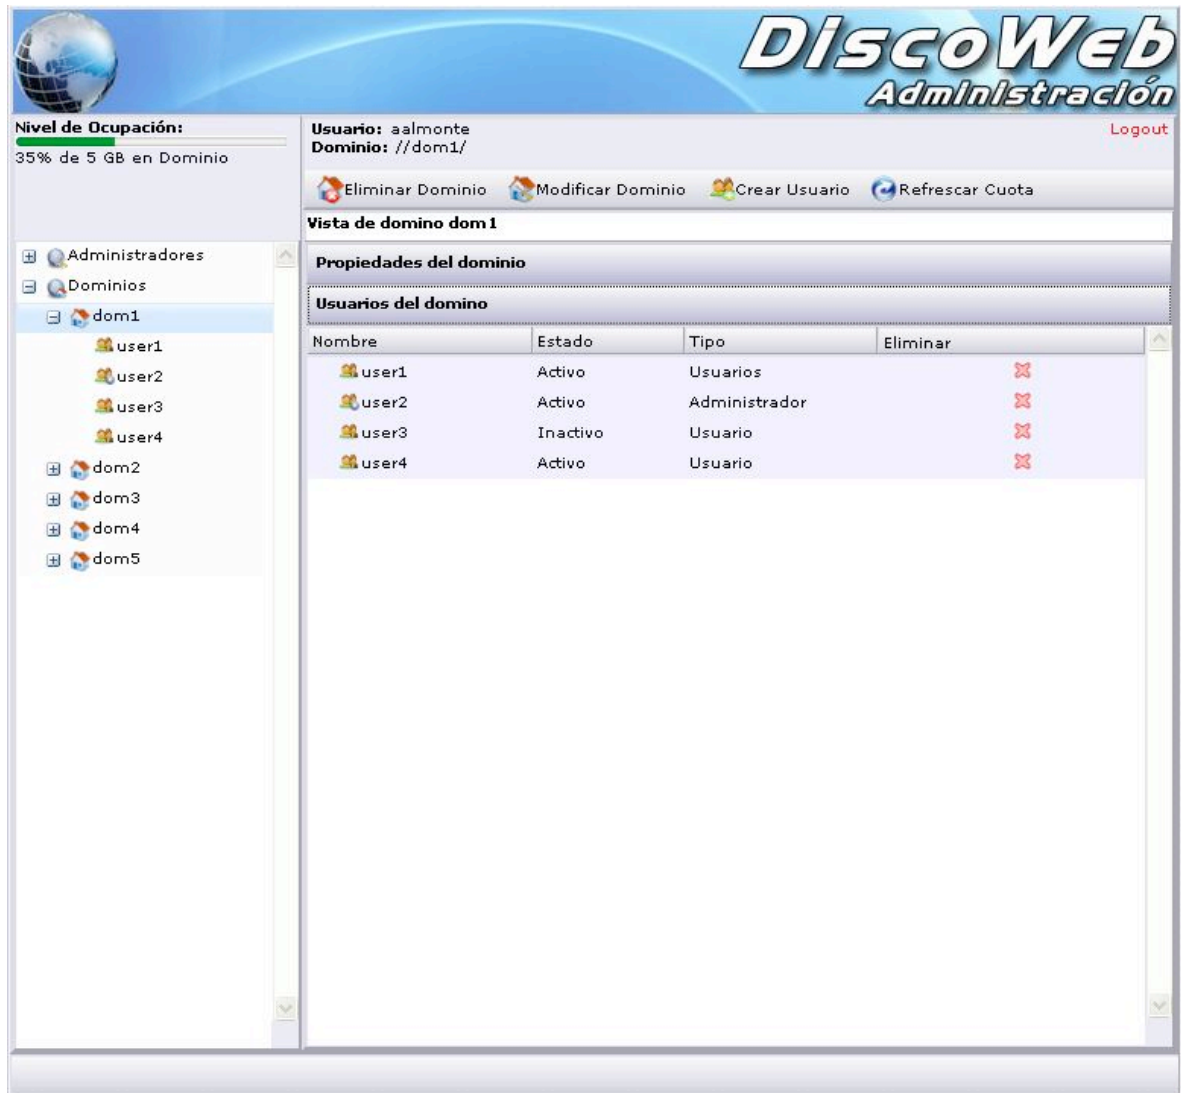 DiscoWeb
Administración
Nivel de Ocupación:
35% de 5 GB en Dominio
Usuario: aalmonte
Dominio: //dom1/
Logout
Eliminar Dominio Modificar Dominio Crear Usuario Refrescar Cuota
Vista de domino dom1
Administradores
Dominios
dom1
user1
user2
user3
user4
dom2
dom3
dom4
dom5
Propiedades del dominio
Usuarios del domino
Nombre Estado Tipo Eliminar
user1 Activo Usuarios
user2 Activo Administrador
user3 Inactivo Usuario
user4 Activo Usuario